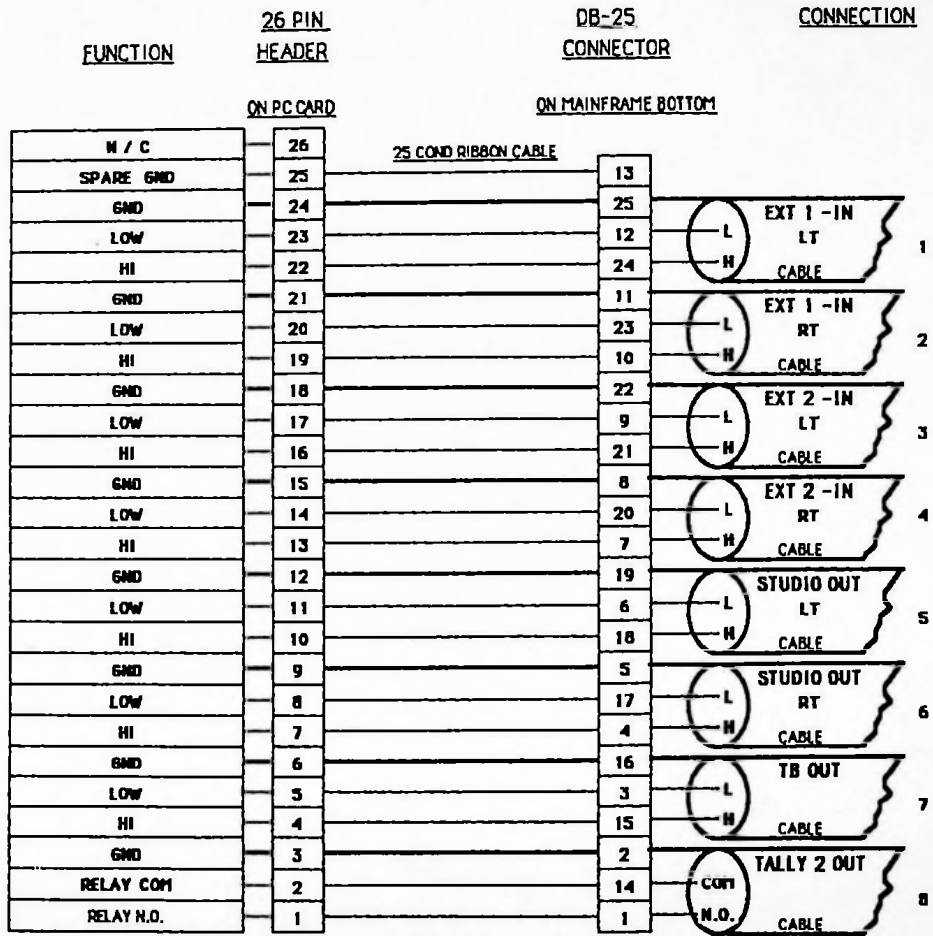 26 PIN DB-25 CONNECTION
FUNCTION HEADER CONNECTOR
ON PC CARD ON MAINFRAME BOTTOM
N / C 26 25 COND RIBBON CABLE
SPARE GND 25 13
GND 24 25 EXT 1 -IN
LOW 23 12 L LT 1
HI 22 24 H CABLE
GND 21 11 EXT 1 -IN
LOW 20 23 L RT 2
HI 19 10 H CABLE
GND 18 22 EXT 2 -IN
LOW 17 9 L LT 3
HI 16 21 H CABLE
GND 15 8 EXT 2 -IN
LOW 14 20 L RT 4
HI 13 7 H CABLE
GND 12 19 STUDIO OUT
LOW 11 6 L LT 5
HI 10 18 H CABLE
GND 9 5 STUDIO OUT
LOW 8 17 L RT 6
HI 7 4 H CABLE
GND 6 16 TB OUT
LOW 5 3 L 7
HI 4 15 H CABLE
GND 3 2 TALLY 2 OUT
RELAY COM 2 14 COM 8
RELAY N.O. 1 1 N.O. CABLE